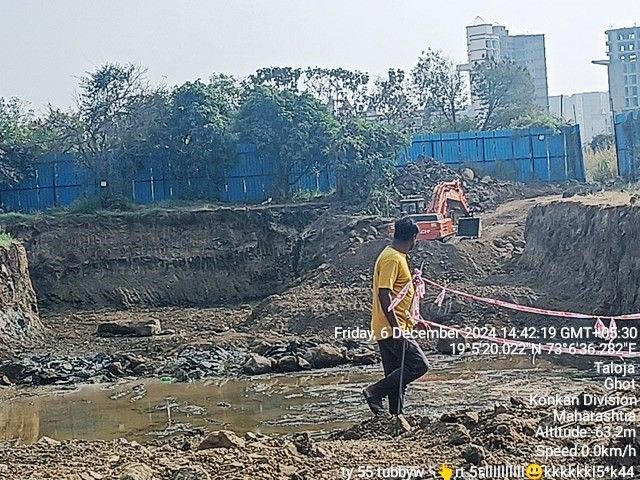 Friday, 6 December 2024 14:42:19 GMT+05:30
19°5'20.022"N 73°6'36.282"E
Taloja
Ghot
Konkan Division
Maharashtra
Altitude: 63.2m
Speed:0.0km/h